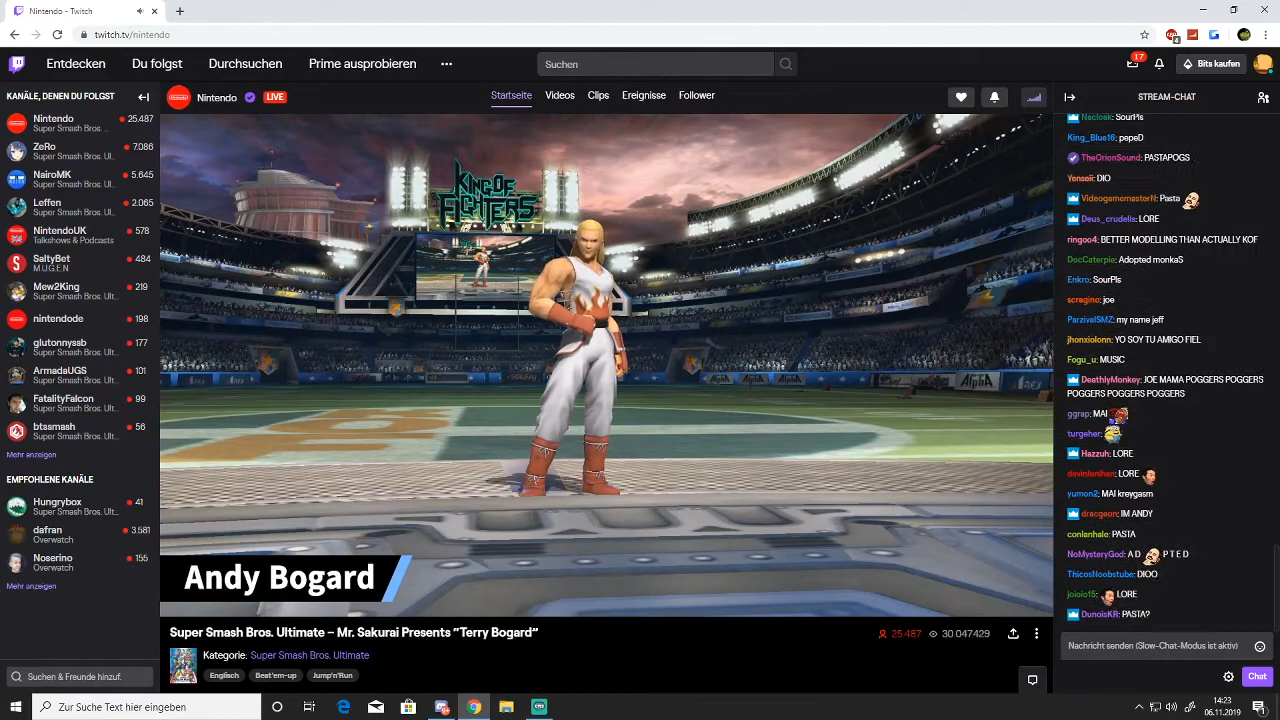 Nintendo - Twitch
twitch.tv/nintendo
Entdecken
Du folgst
Durchsuchen
Prime ausprobieren
Suchen
17
Bits kaufen
KANÄLE, DENEN DU FOLGST
Nintendo
25.487
Super Smash Bros. ...
ZeRo
7.086
Super Smash Bros. Ul...
NairoMK
5.645
Super Smash Bros. Ul...
Leffen
2.065
Super Smash Bros. Ul...
NintendoUK
578
Talkshows & Podcasts
SaltyBet
484
M.U.G.E.N
Mew2King
219
Super Smash Bros. Ult...
nintendode
198
glutonnyssb
177
Super Smash Bros. Ult...
ArmadaUGS
101
Super Smash Bros. Ult...
FatalityFalcon
99
Super Smash Bros. Ult...
btssmash
56
Super Smash Bros. Ult...
Mehr anzeigen
EMPFOHLENE KANÄLE
Hungrybox
41
Super Smash Bros. Ult...
dafran
3.581
Overwatch
Noserino
155
Overwatch
Mehr anzeigen
Suchen & Freunde hinzuf.
Nintendo
LIVE
Startseite
Videos
Clips
Ereignisse
Follower
KING OF
FIGHTERS
ALPHA
REX
Andy Bogard
Super Smash Bros. Ultimate – Mr. Sakurai Presents "Terry Bogard"
25.487
30 047429
Kategorie: Super Smash Bros. Ultimate
Englisch
Beat'em-up
Jump'n'Run
STREAM-CHAT
Nacloak: SourPls
King_Blue16: pepeD
TheOrionSound: PASTAPOGS
Yenseii: DIO
VideogamemasterN: Pasta
Deus_crudelis: LORE
ringoo4: BETTER MODELLING THAN ACTUALLY KOF
DocCaterpie: Adopted monkaS
Enkro: SourPls
scragino: joe
ParzivalSMZ: my name jeff
jhonxiolonn: YO SOY TU AMIGO FIEL
Fogu_u: MUSIC
DeathlyMonkey: JOE MAMA POGGERS POGGERS
POGGERS POGGERS POGGERS
ggrap: MAI
turgeher:
Hazzuh: LORE
devinlenihan: LORE
yumon2: MAI kreygasm
dracgeon: IM ANDY
conlanhale: PASTA
NoMysteryGod: A D P T E D
ThicosNoobstube: DIOO
joioio15: LORE
DunoisKR: PASTA?
Nachricht senden (Slow-Chat-Modus ist aktiv)
Chat
Zur Suche Text hier eingeben
14:23
06.11.2019